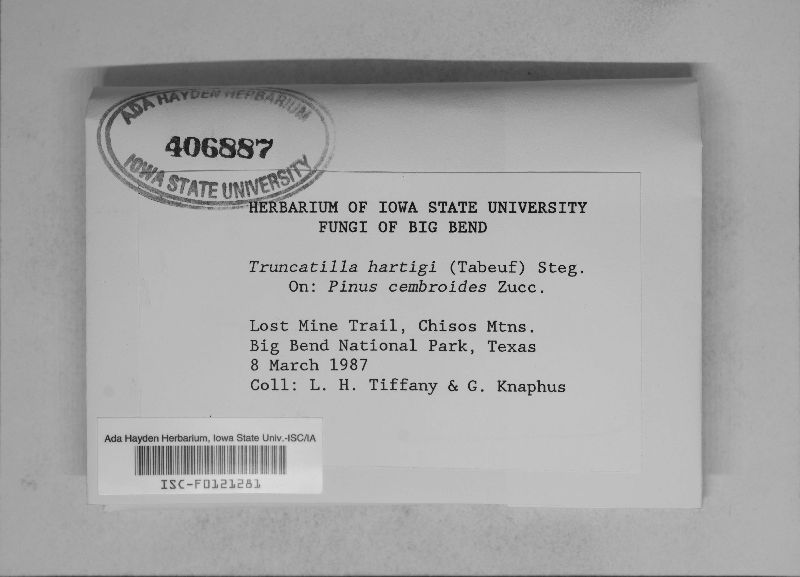 ADA HAYDEN HERBARIUM
406887
IOWA STATE UNIVERSITY
HERBARIUM OF IOWA STATE UNIVERSITY
FUNGI OF BIG BEND
Truncatilla hartigi (Tabeuf) Steg.
On: Pinus cembroides Zucc.
Lost Mine Trail, Chisos Mtns.
Big Bend National Park, Texas
8 March 1987
Coll: L. H. Tiffany & G. Knaphus
Ada Hayden Herbarium, Iowa State Univ.-ISC/IA
ISC-F0121281